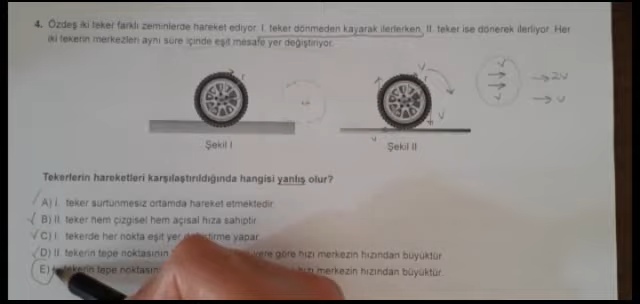 4. Özdeş iki teker farklı zeminlerde hareket ediyor. I. teker dönmeden kayarak ilerlerken, II. teker ise dönerek ilerliyor. Her
iki tekerin merkezleri aynı süre içinde eşit mesafe yer değiştiriyor.
V
V
2V
V
V
V
V
Şekil I
Şekil II
Tekerlerin hareketleri karşılaştırıldığında hangisi yanlış olur?
A) I. teker sürtünmesiz ortamda hareket etmektedir.
B) II. teker hem çizgisel hem açısal hıza sahiptir.
C) I. tekerde her nokta eşit yer değiştirme yapar.
D) II. tekerin tepe noktasının göre hızı merkezin hızından büyüktür.
E) tekerin tepe noktasın hızı merkezin hızından büyüktür.